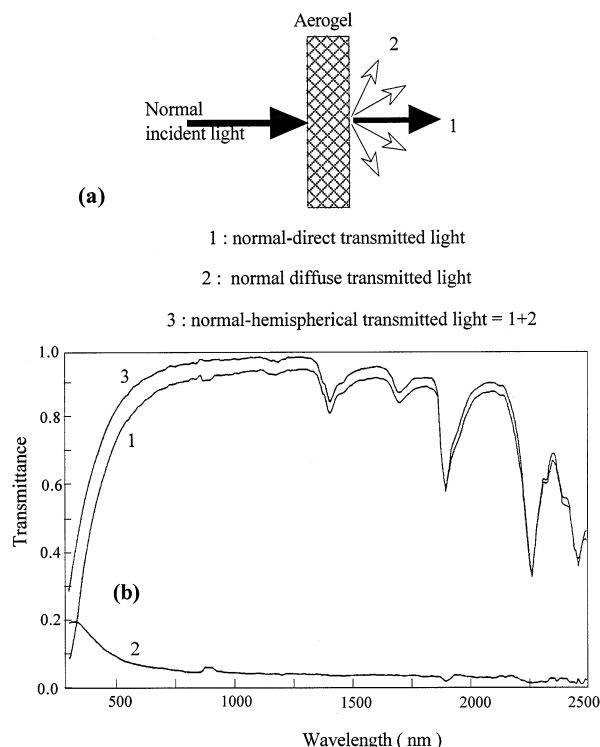 Aerogel
2
Normal
incident light
1
(a)
1 : normal-direct transmitted light
2 : normal diffuse transmitted light
3 : normal-hemispherical transmitted light = 1+2
1.0
0.8
0.6
0.4
0.2
0.0
Transmittance
3
1
(b)
2
500
1000
1500
2000
2500
Wavelength ( nm )